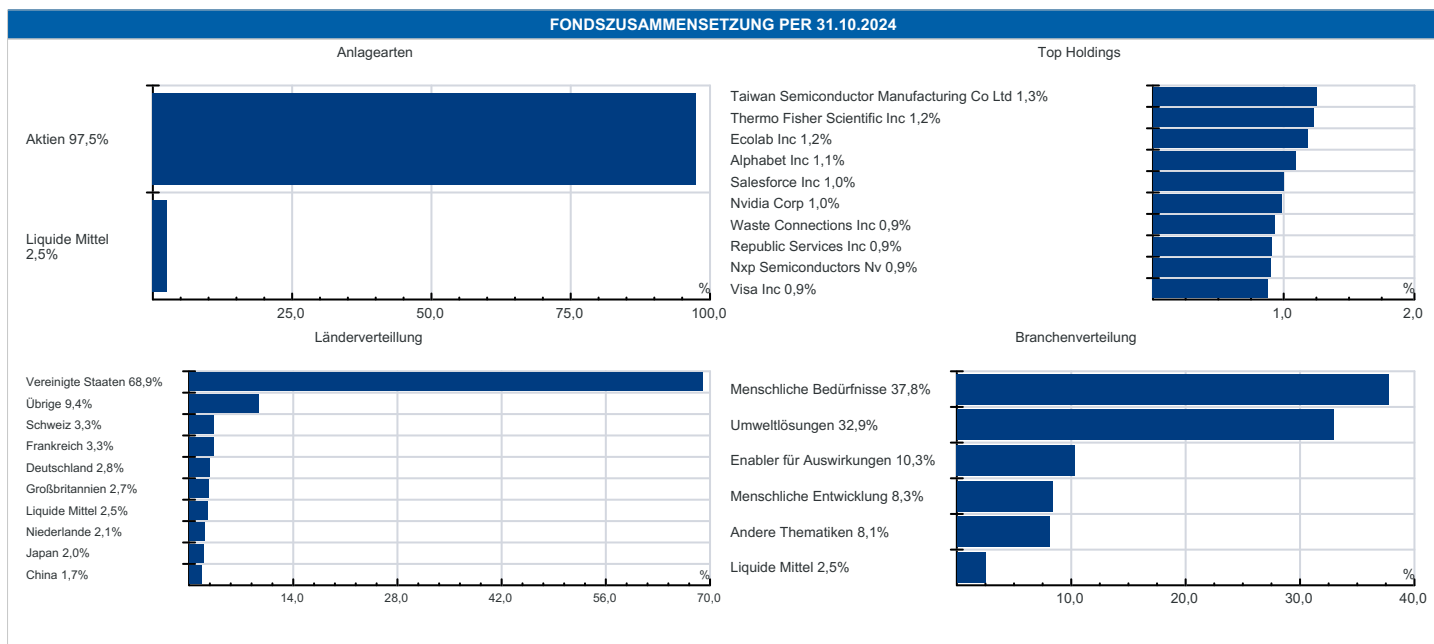 FONDSZUSAMMENSETZUNG PER 31.10.2024
Anlagearten
Aktien 97,5%
Liquide Mittel
2,5%
%
25,0 50,0 75,0 100,0
Top Holdings
Taiwan Semiconductor Manufacturing Co Ltd 1,3%
Thermo Fisher Scientific Inc 1,2%
Ecolab Inc 1,2%
Alphabet Inc 1,1%
Salesforce Inc 1,0%
Nvidia Corp 1,0%
Waste Connections Inc 0,9%
Republic Services Inc 0,9%
Nxp Semiconductors Nv 0,9%
Visa Inc 0,9%
%
1,0 2,0
Länderverteillung
Vereinigte Staaten 68,9%
Übrige 9,4%
Schweiz 3,3%
Frankreich 3,3%
Deutschland 2,8%
Großbritannien 2,7%
Liquide Mittel 2,5%
Niederlande 2,1%
Japan 2,0%
China 1,7%
%
14,0 28,0 42,0 56,0 70,0
Branchenverteilung
Menschliche Bedürfnisse 37,8%
Umweltlösungen 32,9%
Enabler für Auswirkungen 10,3%
Menschliche Entwicklung 8,3%
Andere Thematiken 8,1%
Liquide Mittel 2,5%
%
10,0 20,0 30,0 40,0